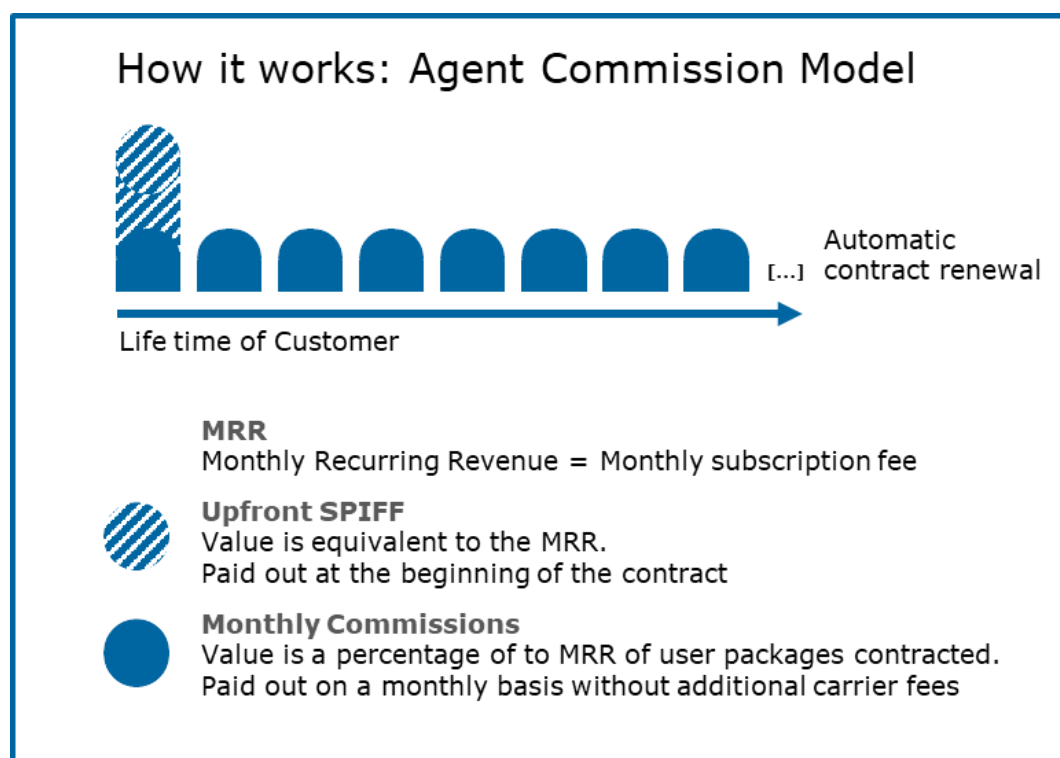 How it works: Agent Commission Model
Automatic
[...] contract renewal
Life time of Customer
MRR
Monthly Recurring Revenue = Monthly subscription fee
Upfront SPIFF
Value is equivalent to the MRR.
Paid out at the beginning of the contract
Monthly Commissions
Value is a percentage of to MRR of user packages contracted.
Paid out on a monthly basis without additional carrier fees